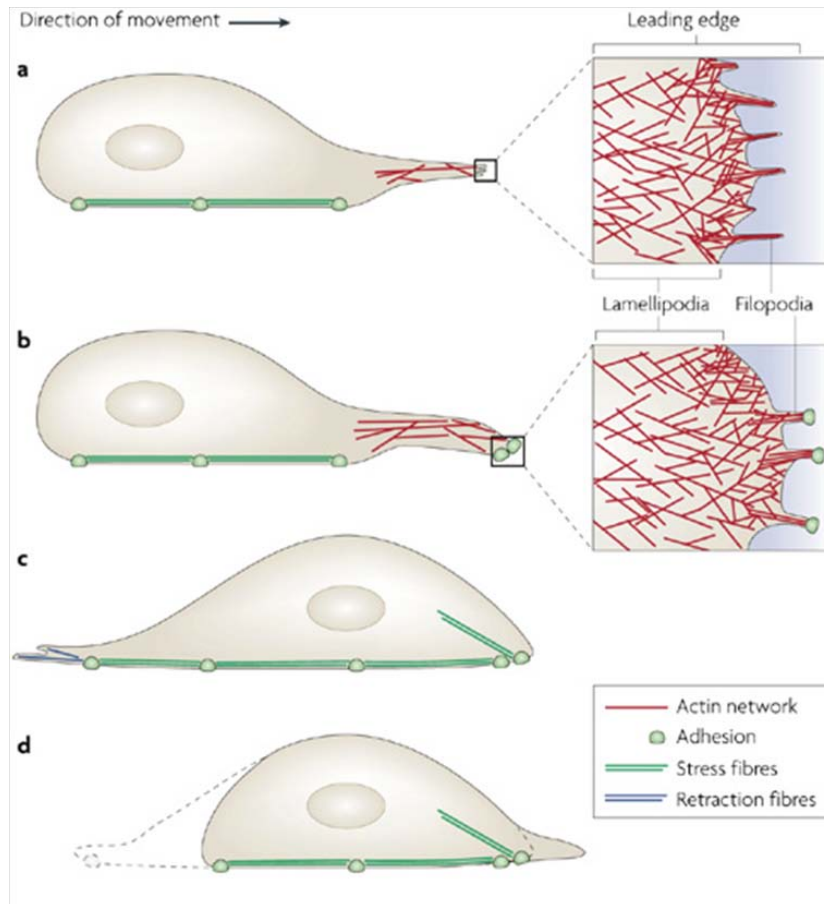 Direction of movement
Leading edge
a
Lamellipodia
Filopodia
b
c
Actin network
Adhesion
Stress fibres
Retraction fibres
d